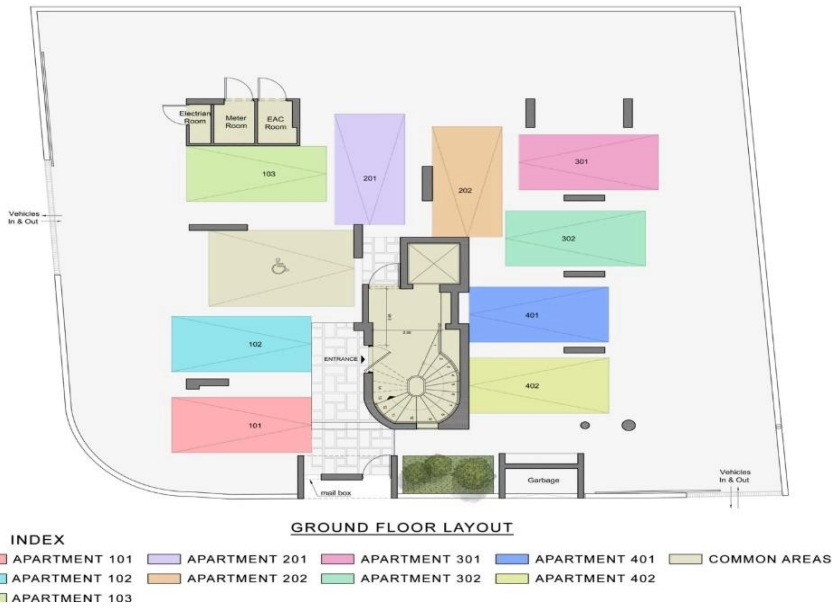 Electrian
Room
Meter
Room
EAC
Room
103
201
202
301
302
Vehicles
In & Out
102
ENTRANCE
401
402
101
mail box
Garbage
Vehicles
In & Out
GROUND FLOOR LAYOUT
INDEX
APARTMENT 101
APARTMENT 201
APARTMENT 301
APARTMENT 401
COMMON AREAS
APARTMENT 102
APARTMENT 202
APARTMENT 302
APARTMENT 402
APARTMENT 103